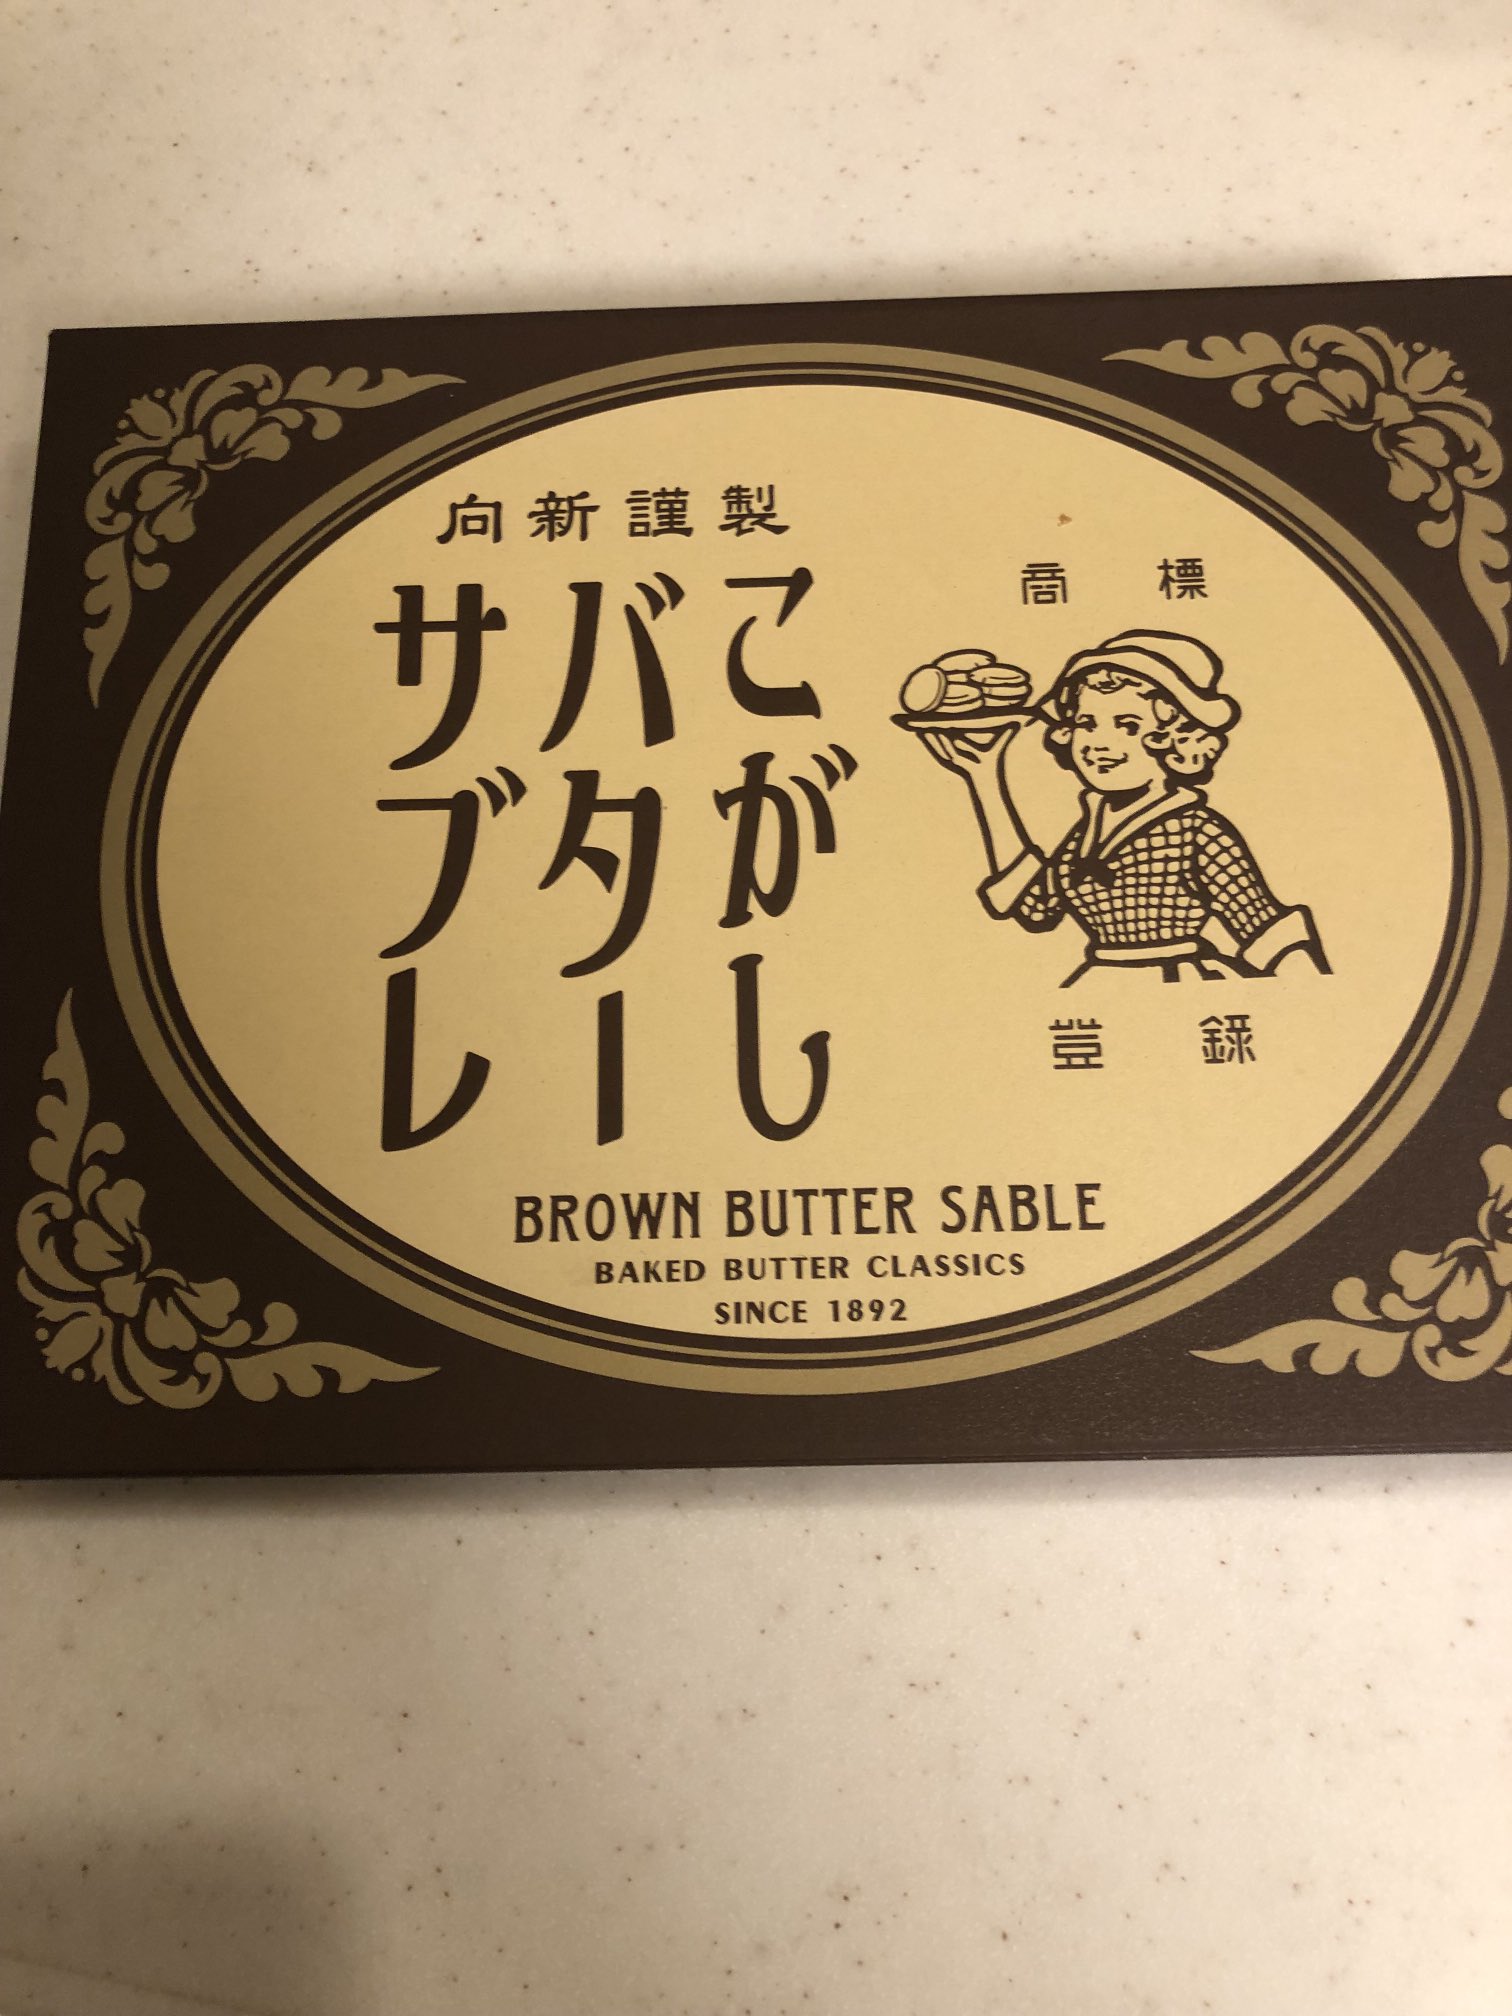 向新謹製
こがし
バター
サブレ
商標
登録
BROWN BUTTER SABLE
BAKED BUTTER CLASSICS
SINCE 1892